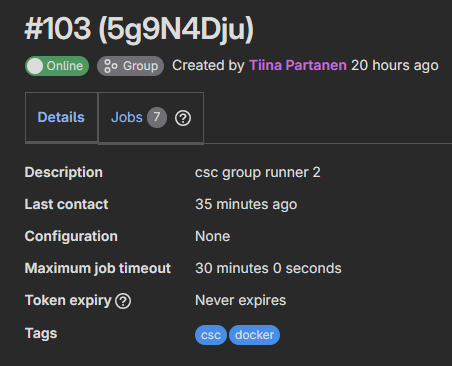 #103 (5g9N4Dju)
Online Group Created by Tiina Partanen 20 hours ago
Details Jobs 7 ?
Description csc group runner 2
Last contact 35 minutes ago
Configuration None
Maximum job timeout 30 minutes 0 seconds
Token expiry ? Never expires
Tags csc docker